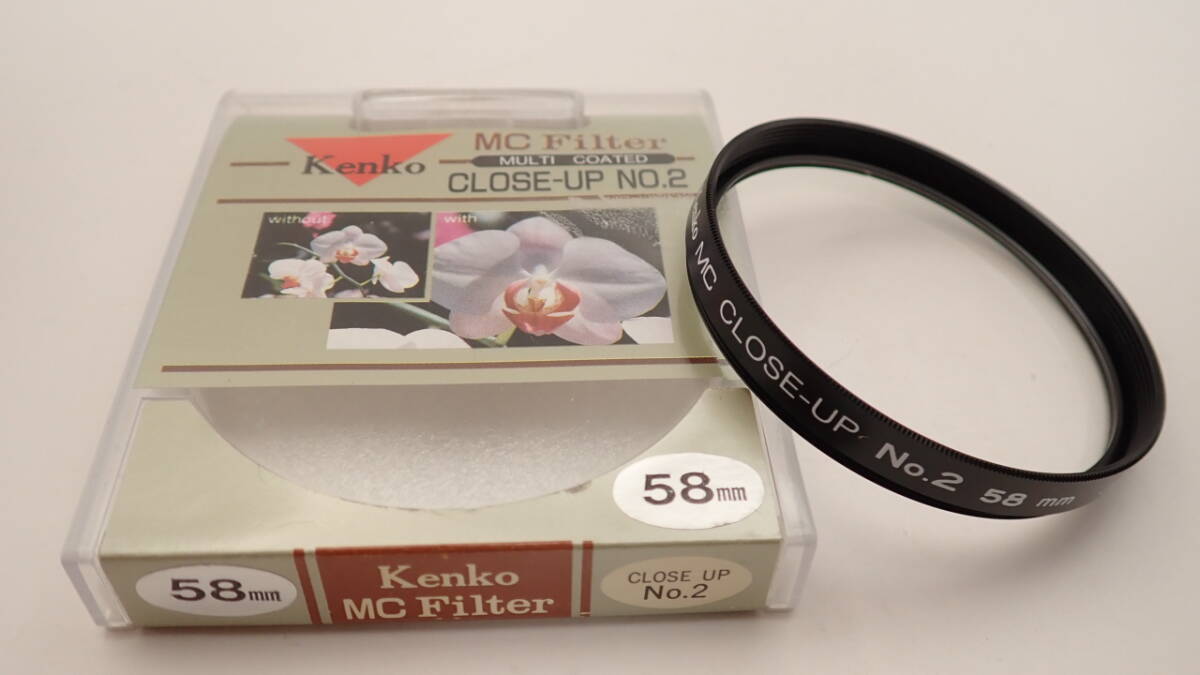 Kenko
MC Filter
MULTI COATED
CLOSE-UP NO.2
without
with
58mm
58mm
Kenko
MC Filter
CLOSE UP
No.2
Kenko MC CLOSE-UP No.2 58 mm